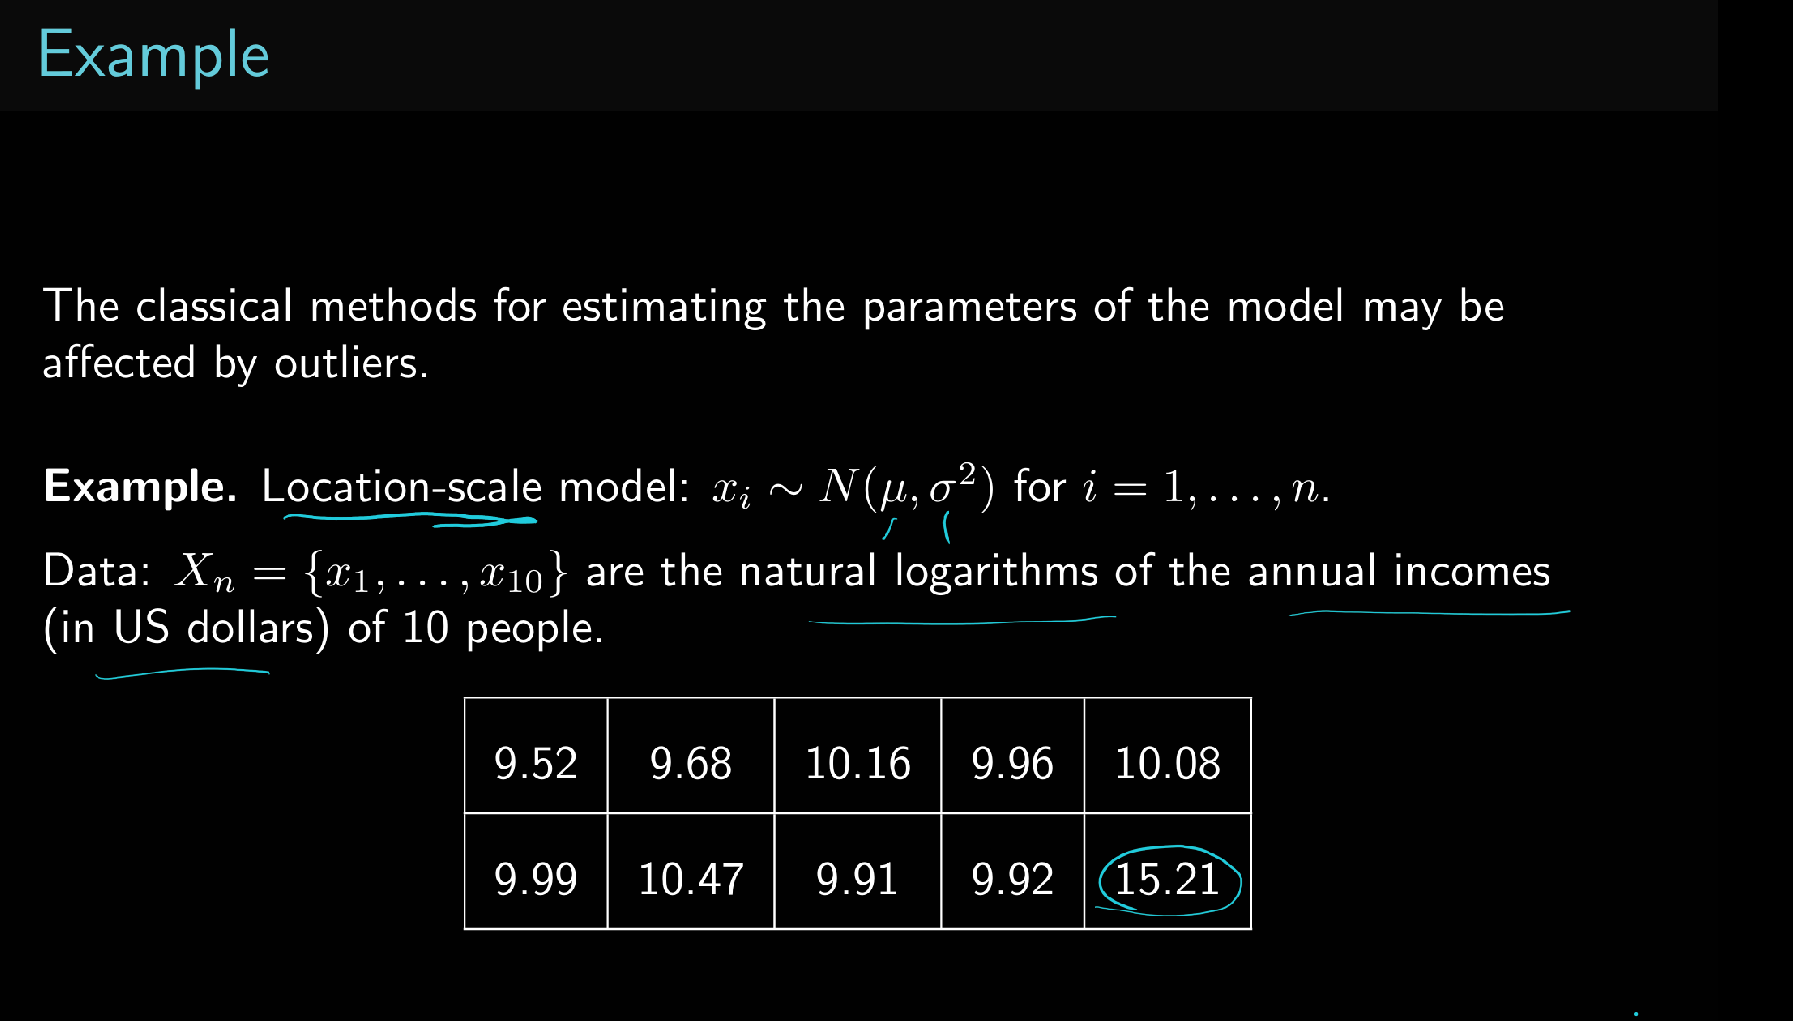 Example
The classical methods for estimating the parameters of the model may be
affected by outliers.
Example. Location-scale model: $x_i \sim N(\mu, \sigma^2)$ for $i = 1, \ldots, n$.
Data: $X_n = \{x_1, \ldots, x_{10}\}$ are the natural logarithms of the annual incomes
(in US dollars) of 10 people.
9.52 9.68 10.16 9.96 10.08
9.99 10.47 9.91 9.92 15.21